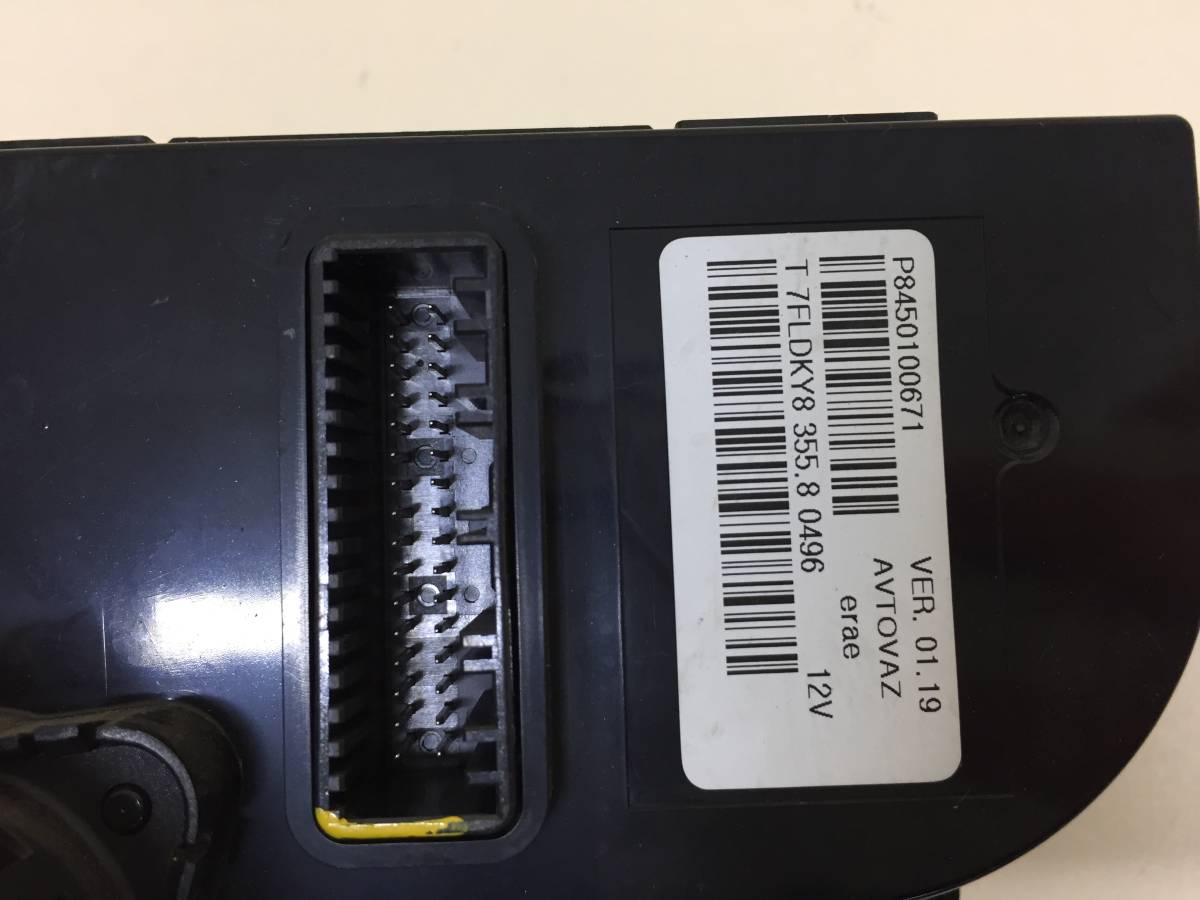 P8450100671 VER. 01.19
AVTOVAZ
T 7FLDKY8 355.8 0496 erae
12V